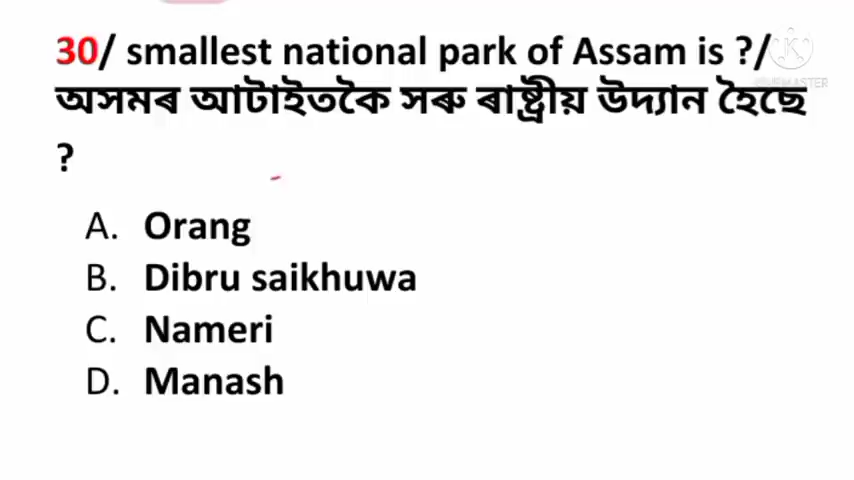 30/ smallest national park of Assam is ?/
অসমৰ আটাইতকৈ সৰু ৰাষ্ট্ৰীয় উদ্যান হৈছে
?
A. Orang
B. Dibru saikhuwa
C. Nameri
D. Manash